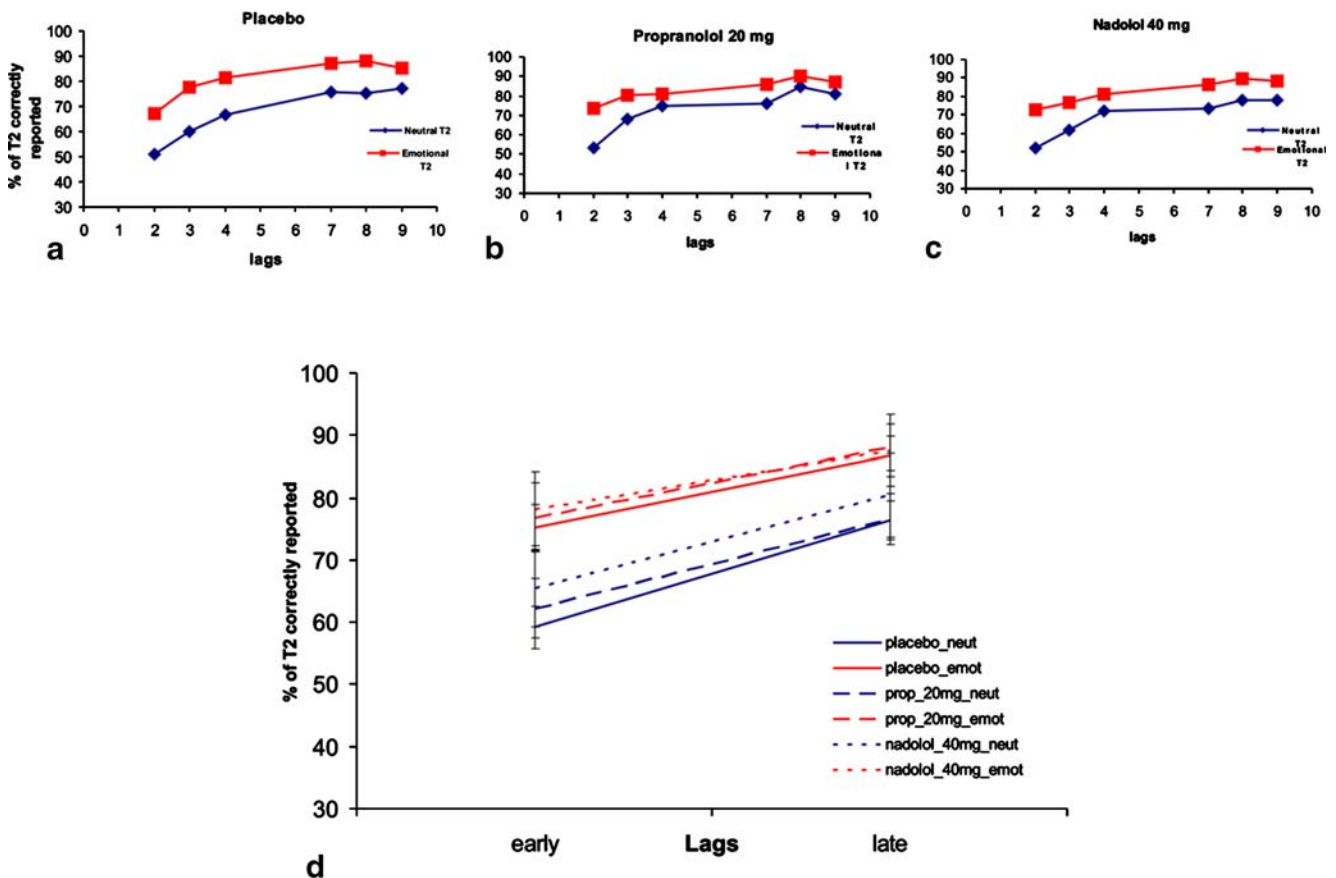 Placebo
% of T2 correctly
reported
100
90
80
70
60
50
40
30
0 1 2 3 4 5 6 7 8 9 10
lags
Neutral T2
Emotional
T2
a
Propranolol 20 mg
100
90
80
70
60
50
40
30
0 1 2 3 4 5 6 7 8 9 10
lags
Neutral
T2
Emotiona
l T2
b
Nadolol 40 mg
100
90
80
70
60
50
40
30
0 1 2 3 4 5 6 7 8 9 10
lags
Neutral
T2
Emotional
T2
c
% of T2 correctly reported
100
90
80
70
60
50
40
30
early Lags late
placebo_neut
placebo_emot
prop_20mg_neut
prop_20mg_emot
nadolol_40mg_neut
nadolol_40mg_emot
d